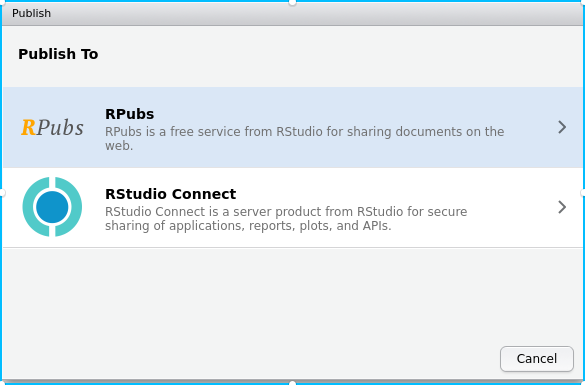 Publish
Publish To
RPubs
RPubs
RPubs is a free service from RStudio for sharing documents on the
web.
RStudio Connect
RStudio Connect is a server product from RStudio for secure
sharing of applications, reports, plots, and APIs.
Cancel